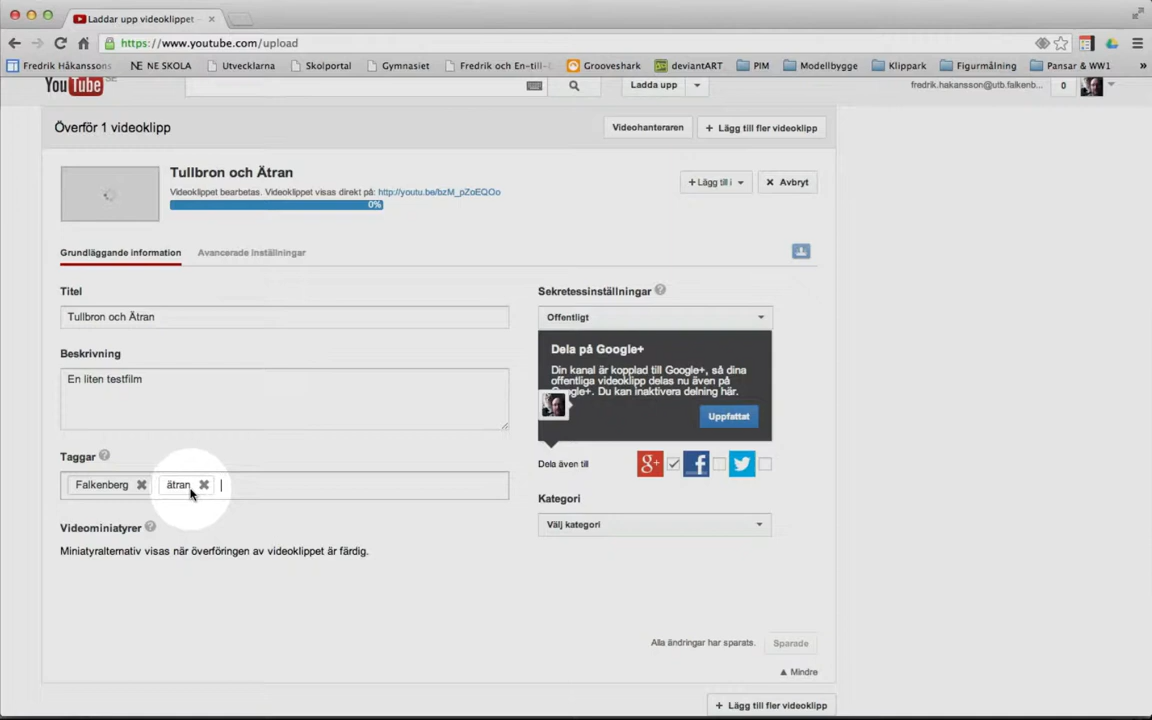 Laddar upp videoklippet
https://www.youtube.com/upload
Fredrik Håkanssons
NE SKOLA
Utvecklarna
Skolportal
Gymnasiet
Fredrik och En-till-
Grooveshark
deviantART
PIM
Modellbygge
Klippark
Figurmålning
Pansar & WW1
»
YouTube
SE
Ladda upp
fredrik.hakansson@utb.falkenb...
0
Överför 1 videoklipp
Videohanteraren
+ Lägg till fler videoklipp
Tullbron och Ätran
Videoklippet bearbetas. Videoklippet visas direkt på: http://youtu.be/bzM_pZoEQOo
0%
+ Lägg till i
Avbryt
Grundläggande information
Avancerade inställningar
Titel
Tullbron och Ätran
Beskrivning
En liten testfilm
Taggar ?
Falkenberg
ätran
Videominiatyrer ?
Miniatyralternativ visas när överföringen av videoklippet är färdig.
Sekretessinställningar ?
Offentligt
Dela på Google+
Din kanal är kopplad till Google+, så dina
offentliga videoklipp delas nu även på
Google+. Du kan inaktivera delning här.
Uppfattat
Dela även till
g+
f
Kategori
Välj kategori
Alla ändringar har sparats.
Sparade
Mindre
+ Lägg till fler videoklipp